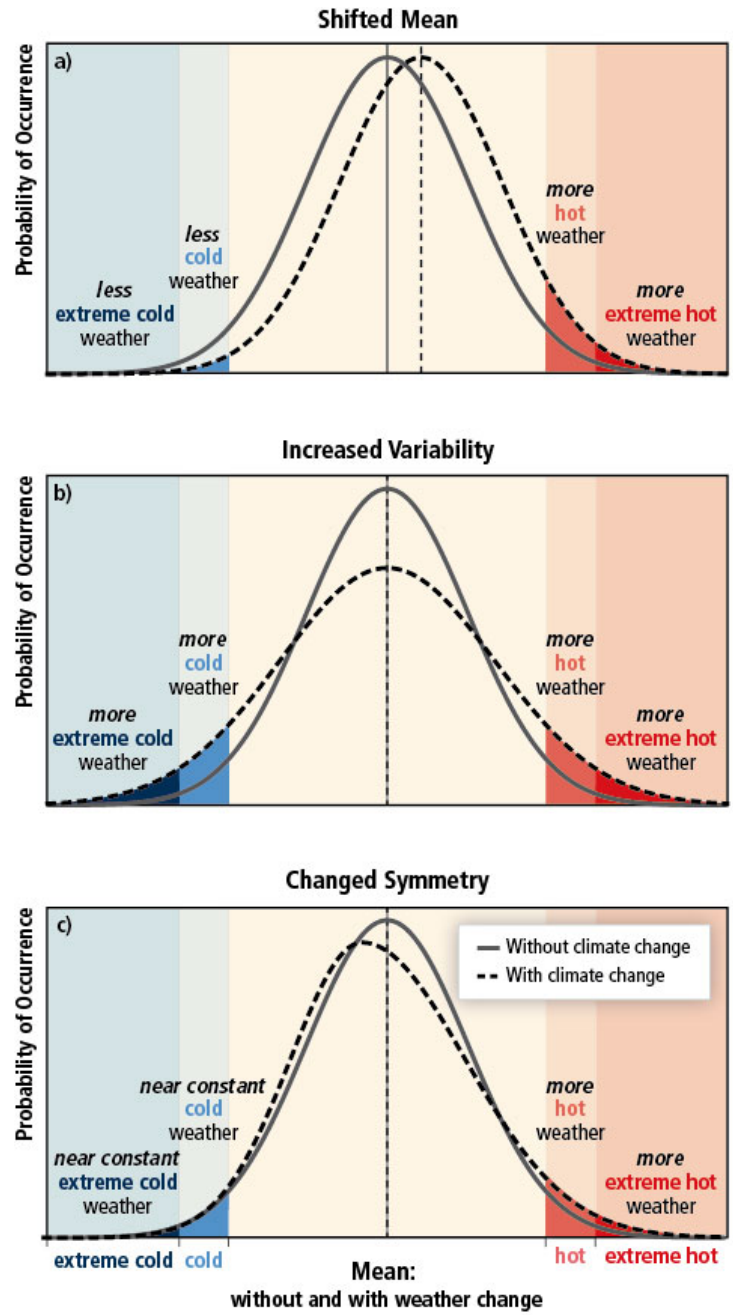 Shifted Mean
a)
Probability of Occurrence
less
cold
weather
less
extreme cold
weather
more
hot
weather
more
extreme hot
weather
Increased Variability
b)
Probability of Occurrence
more
cold
weather
more
extreme cold
weather
more
hot
weather
more
extreme hot
weather
Changed Symmetry
c)
Probability of Occurrence
Without climate change
With climate change
near constant
cold
weather
near constant
extreme cold
weather
more
hot
weather
more
extreme hot
weather
extreme cold
cold
hot
extreme hot
Mean:
without and with weather change